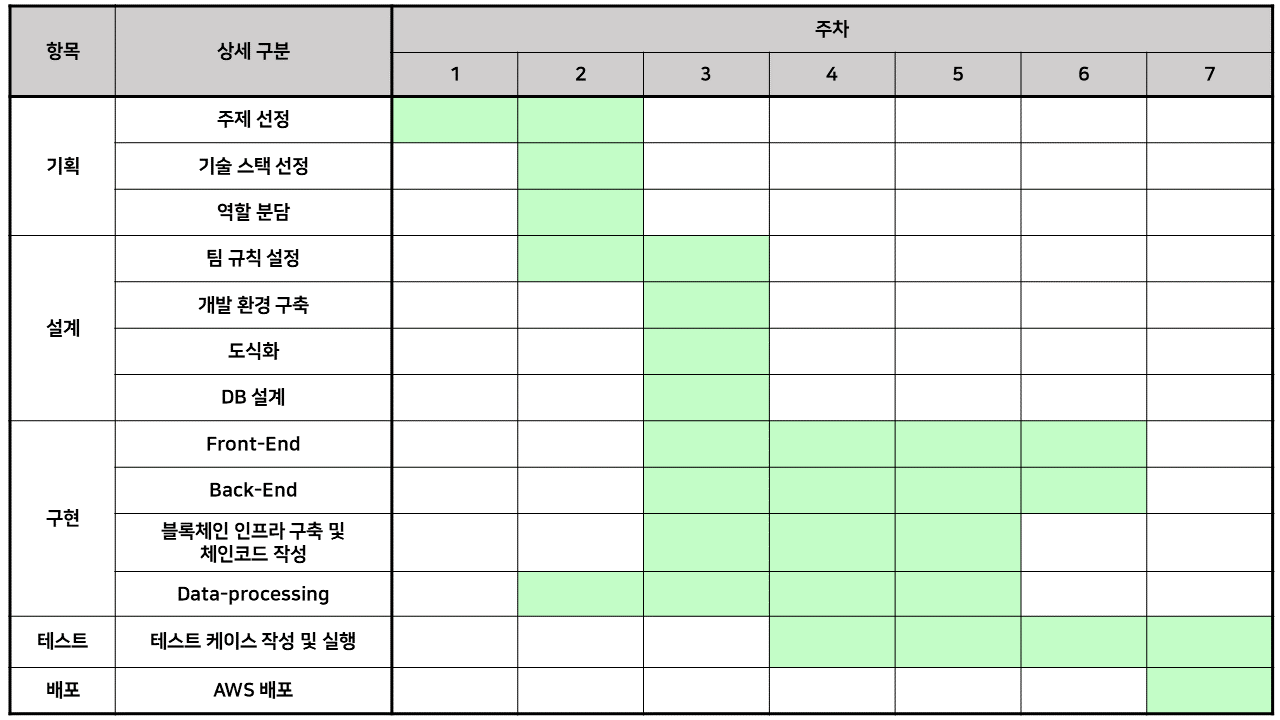 항목
상세 구분
주차
1
2
3
4
5
6
7
기획
주제 선정
기술 스택 선정
역할 분담
설계
팀 규칙 설정
개발 환경 구축
도식화
DB 설계
구현
Front-End
Back-End
블록체인 인프라 구축 및
체인코드 작성
Data-processing
테스트
테스트 케이스 작성 및 실행
배포
AWS 배포